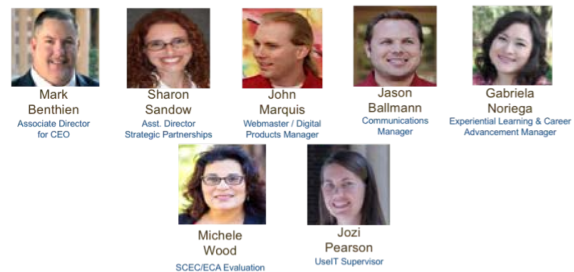 Mark
Benthien
Associate Director
for CEO
Sharon
Sandow
Asst. Director
Strategic Partnerships
John
Marquis
Webmaster / Digital
Products Manager
Jason
Ballmann
Communications
Manager
Gabriela
Noriega
Experiential Learning & Career
Advancement Manager
Michele
Wood
SCEC/ECA Evaluation
Jozi
Pearson
UseIT Supervisor